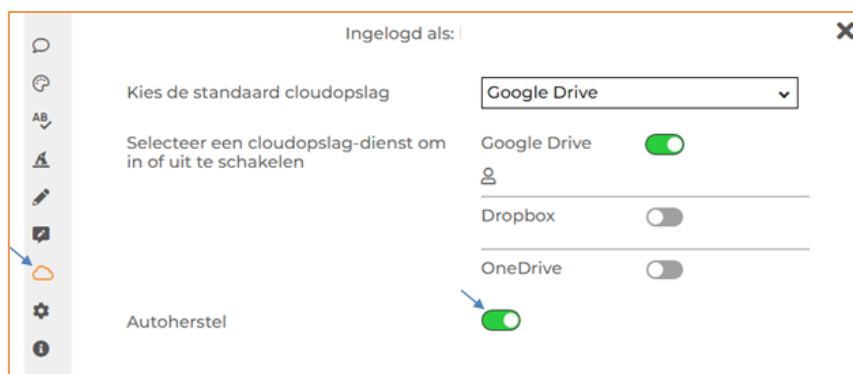 Ingelogd als:
Kies de standaard cloudopslag
Google Drive
Selecteer een cloudopslag-dienst om
in of uit te schakelen
Google Drive
Dropbox
OneDrive
Autoherstel
AB